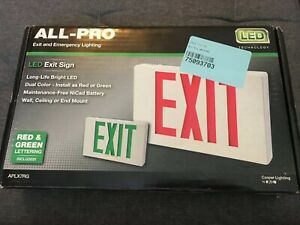 ALL-PRO
Exit and Emergency Lighting
LED
TECHNOLOGY
75093703
LED Exit Sign
Long-Life Bright LED
Dual Color - Install as Red or Green
Maintenance-Free NiCad Battery
Wall, Ceiling or End Mount
EXIT
EXIT
RED &
GREEN
LETTERING
INCLUDED
APLX7RG
Cooper Lighting
by